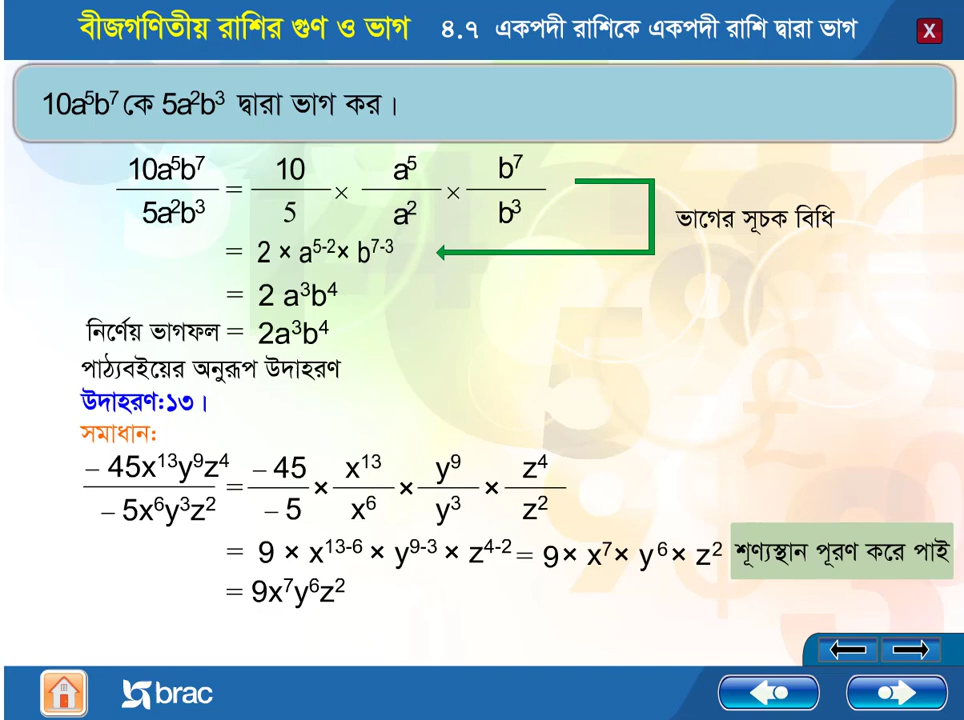 বীজগণিতীয় রাশির গুণ ও ভাগ ৪.৭ একপদী রাশিকে একপদী রাশি দ্বারা ভাগ X
10a⁵b⁷ কে 5a²b³ দ্বারা ভাগ কর।
10a⁵b⁷ / 5a²b³ = 10/5 × a⁵/a² × b⁷/b³
ভাগের সূচক বিধি
= 2 × a⁵⁻² × b⁷⁻³
= 2 a³b⁴
নির্ণেয় ভাগফল = 2a³b⁴
পাঠ্যবইয়ের অনুরূপ উদাহরণ
উদাহরণ:১৩।
সমাধান:
– 45x¹³y⁹z⁴ / – 5x⁶y³z² = – 45 / – 5 × x¹³/x⁶ × y⁹/y³ × z⁴/z²
= 9 × x¹³⁻⁶ × y⁹⁻³ × z⁴⁻² = 9 × x⁷ × y⁶ × z² শূণ্যস্থান পূরণ করে পাই
= 9x⁷y⁶z²
brac